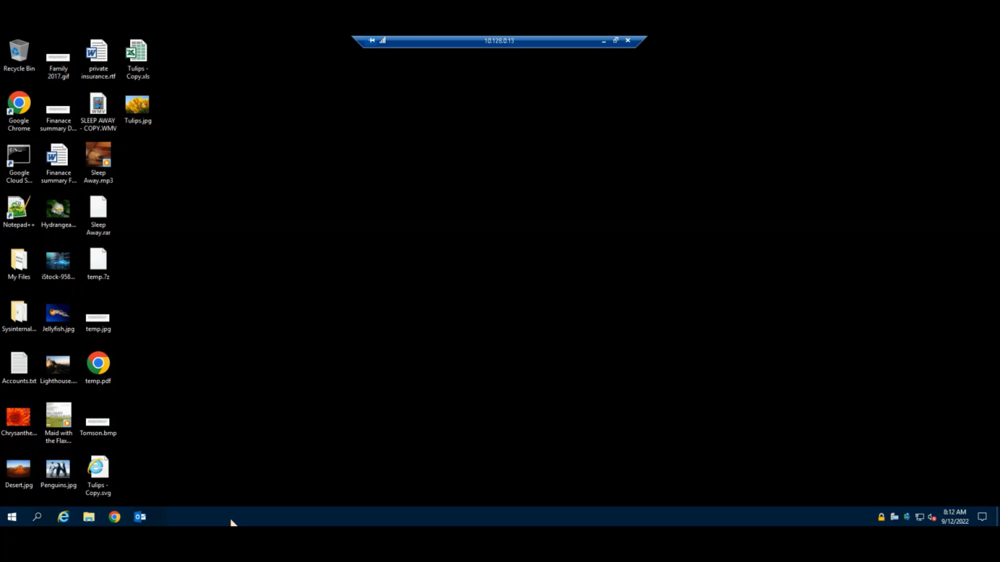 10.128.0.13
Recycle Bin
Family
2017.gif
private
insurance.rtf
Tulips -
Copy.xls
Google
Chrome
Finanace
summary D...
SLEEP AWAY
- COPY.WMV
Tulips.jpg
Google
Cloud S...
Finanace
summary F...
Sleep
Away.mp3
Notepad++
Hydrangea...
Sleep
Away.rar
My Files
iStock-958...
temp.7z
Sysinternal...
Jellyfish.jpg
temp.jpg
Accounts.txt
Lighthouse....
temp.pdf
Chrysanthe...
Maid with
the Flax...
Tomson.bmp
Desert.jpg
Penguins.jpg
Tulips -
Copy.svg
WMV
8:12 AM
9/12/2022